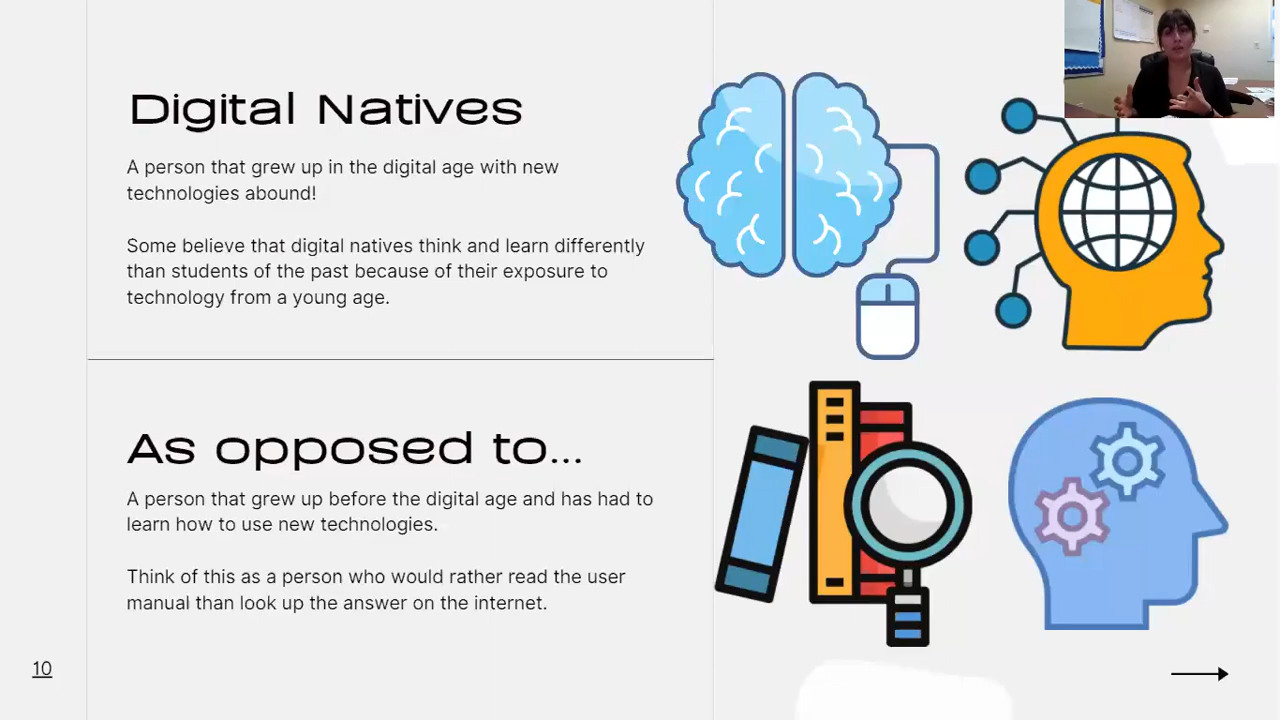 Digital Natives
A person that grew up in the digital age with new
technologies abound!
Some believe that digital natives think and learn differently
than students of the past because of their exposure to
technology from a young age.
As opposed to...
A person that grew up before the digital age and has had to
learn how to use new technologies.
Think of this as a person who would rather read the user
manual than look up the answer on the internet.
10